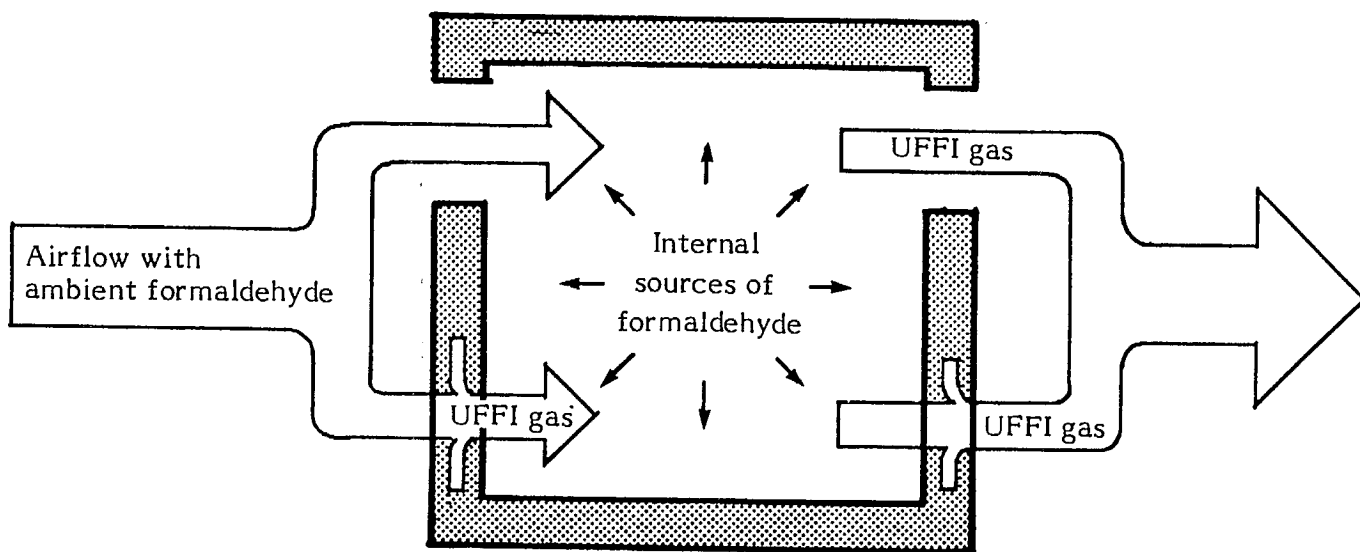 Airflow with
ambient formaldehyde
UFFI gas
Internal
sources of
formaldehyde
UFFI gas
UFFI gas